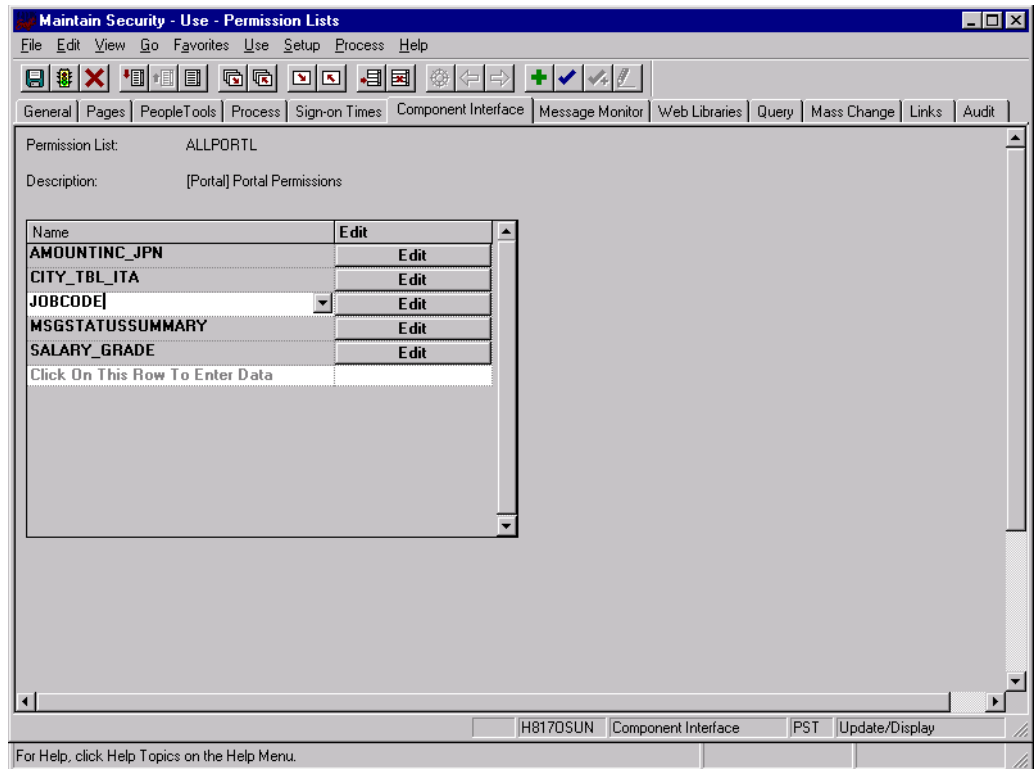 Maintain Security - Use - Permission Lists
File Edit View Go Favorites Use Setup Process Help
General Pages PeopleTools Process Sign-on Times Component Interface Message Monitor Web Libraries Query Mass Change Links Audit
Permission List: ALLPORTL
Description: [Portal] Portal Permissions
Name Edit
AMOUNTINC_JPN Edit
CITY_TBL_ITA Edit
JOBCODE Edit
MSGSTATUSSUMMARY Edit
SALARY_GRADE Edit
Click On This Row To Enter Data
H817OSUN Component Interface PST Update/Display
For Help, click Help Topics on the Help Menu.